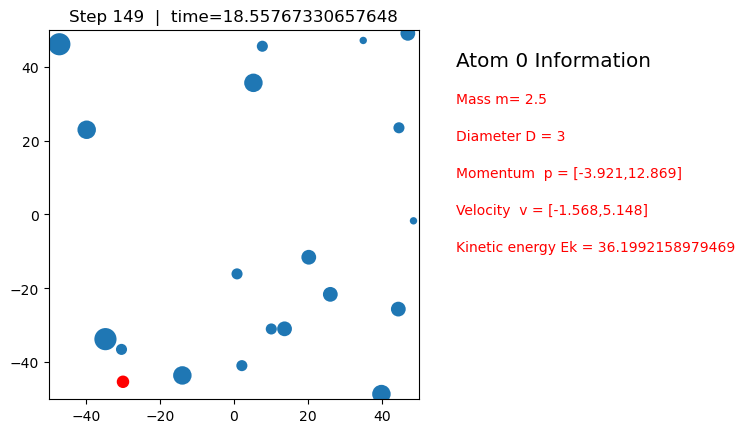 Step 149  |  time=18.55767330657648
Atom 0 Information
Mass m= 2.5
Diameter D = 3
Momentum  p = [-3.921,12.869]
Velocity  v = [-1.568,5.148]
Kinetic energy Ek = 36.1992158979469
40
20
0
−20
−40
−40 −20 0 20 40